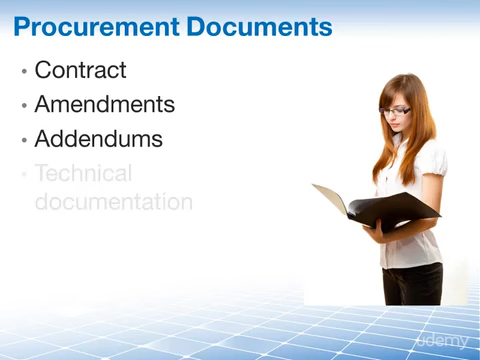 Procurement Documents
• Contract
• Amendments
• Addendums
• Technical
documentation
udemy